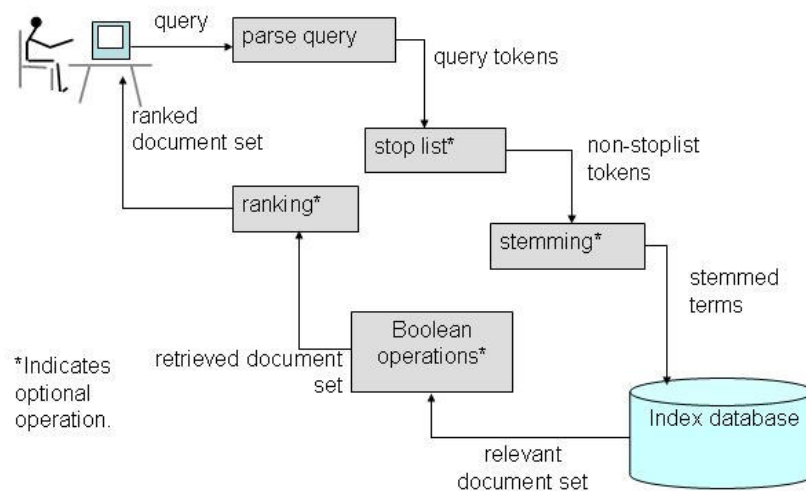 query
parse query
query tokens
ranked
document set
stop list*
non-stoplist
tokens
ranking*
stemming*
stemmed
terms
Boolean
operations*
retrieved document
set
*Indicates
optional
operation.
Index database
relevant
document set